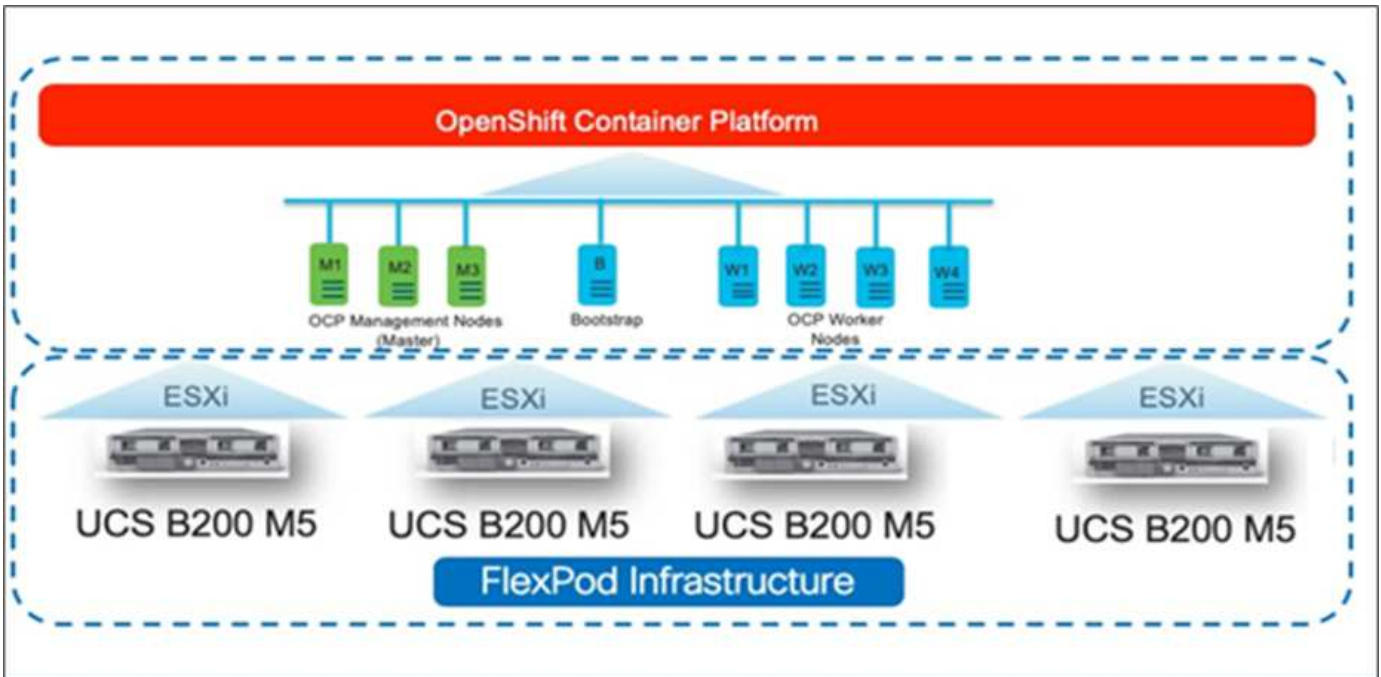 OpenShift Container Platform
M1 M2 M3 B W1 W2 W3 W4
OCP Management Nodes Bootstrap OCP Worker
(Master) Nodes
ESXi ESXi ESXi ESXi
UCS B200 M5 UCS B200 M5 UCS B200 M5 UCS B200 M5
FlexPod Infrastructure